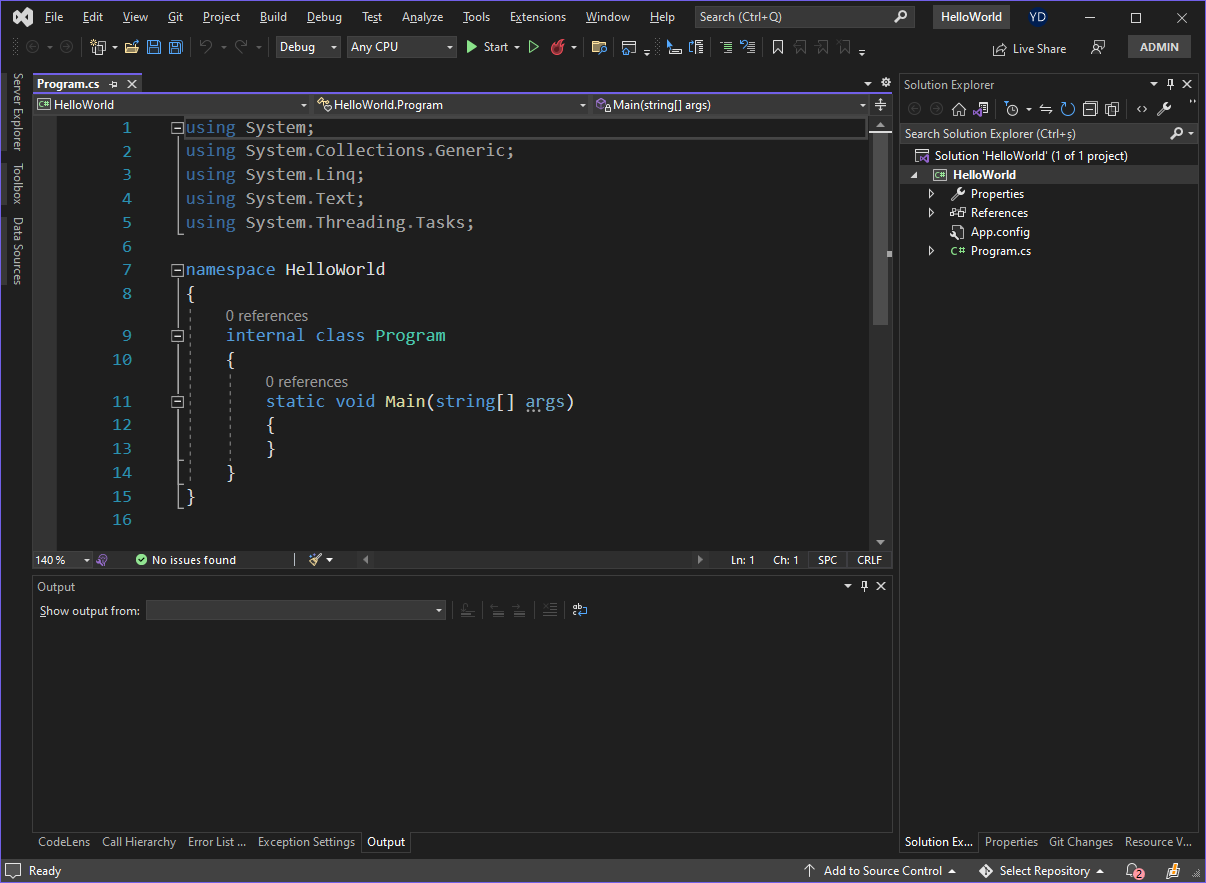 File Edit View Git Project Build Debug Test Analyze Tools Extensions Window Help Search (Ctrl+Q) HelloWorld YD
Debug Any CPU Start Live Share ADMIN
Server Explorer
Toolbox
Data Sources
Program.cs
HelloWorld HelloWorld.Program Main(string[] args)
1 using System;
2 using System.Collections.Generic;
3 using System.Linq;
4 using System.Text;
5 using System.Threading.Tasks;
6
7 namespace HelloWorld
8 {
0 references
9 internal class Program
10 {
0 references
11 static void Main(string[] args)
12 {
13 }
14 }
15 }
16
140 % No issues found Ln: 1 Ch: 1 SPC CRLF
Output
Show output from:
CodeLens Call Hierarchy Error List ... Exception Settings Output
Solution Explorer
Search Solution Explorer (Ctrl+ş)
Solution 'HelloWorld' (1 of 1 project)
C# HelloWorld
Properties
References
App.config
C# Program.cs
Solution Ex... Properties Git Changes Resource V...
Ready Add to Source Control Select Repository 2